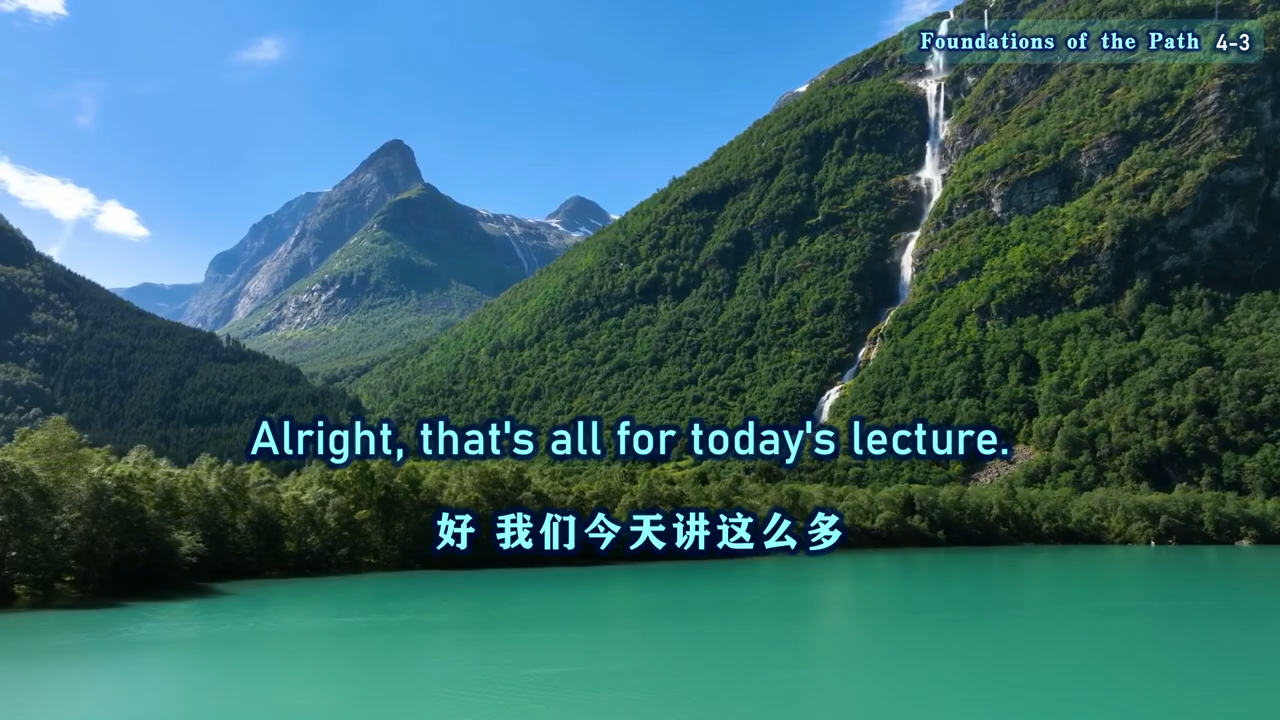 Foundations of the Path 4-3
Alright, that's all for today's lecture.
好 我们今天讲这么多